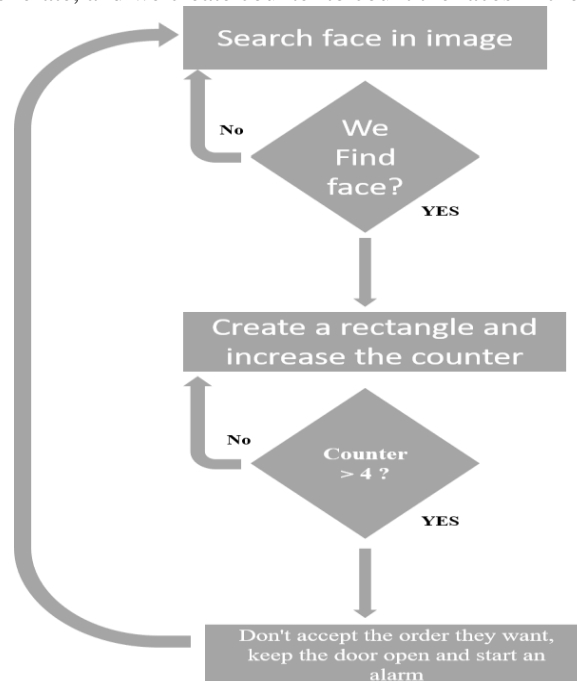 Search face in image
No
We
Find
face?
YES
Create a rectangle and
increase the counter
No
Counter
> 4 ?
YES
Don't accept the order they want,
keep the door open and start an
alarm